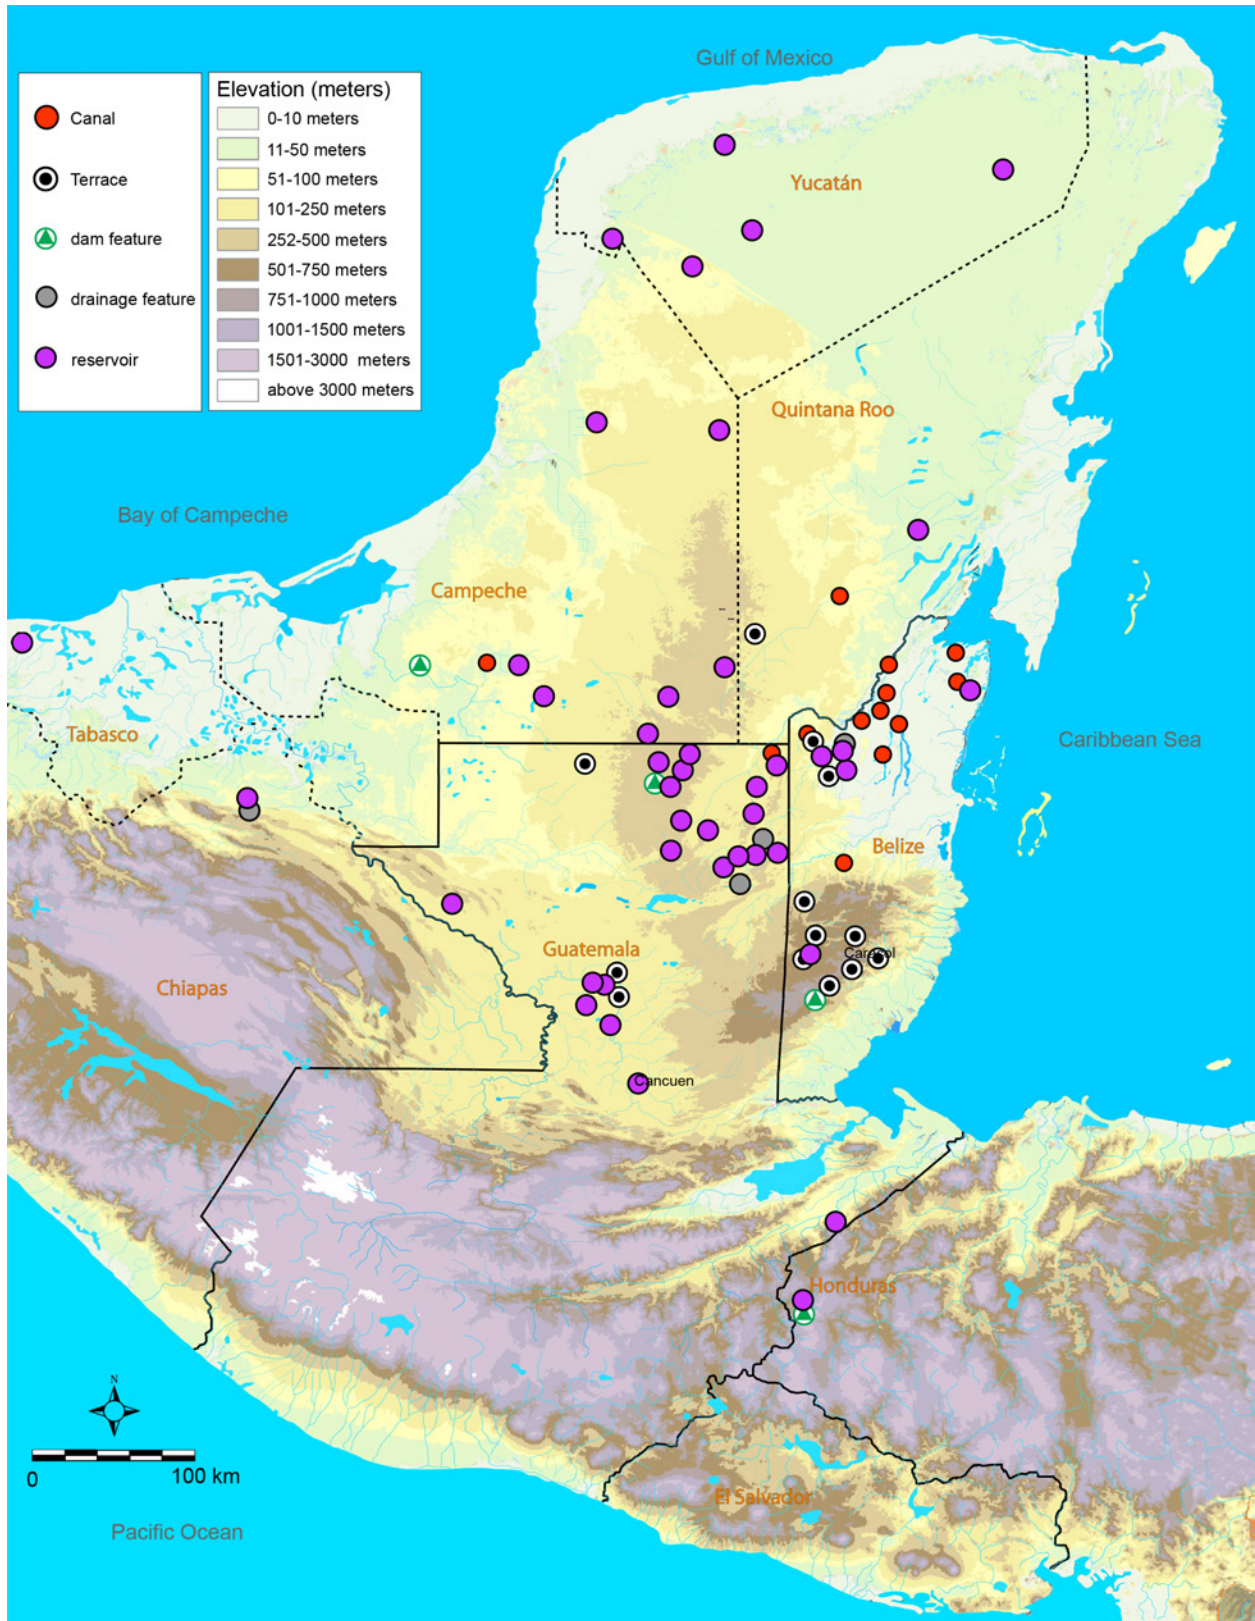 Gulf of Mexico
Canal
Terrace
dam feature
drainage feature
reservoir
Elevation (meters)
0-10 meters
11-50 meters
51-100 meters
101-250 meters
252-500 meters
501-750 meters
751-1000 meters
1001-1500 meters
1501-3000 meters
above 3000 meters
Yucatán
Quintana Roo
Bay of Campeche
Campeche
Tabasco
Caribbean Sea
Belize
Guatemala
Caracol
Chiapas
Cancuen
Honduras
N
0 100 km
El Salvador
Pacific Ocean